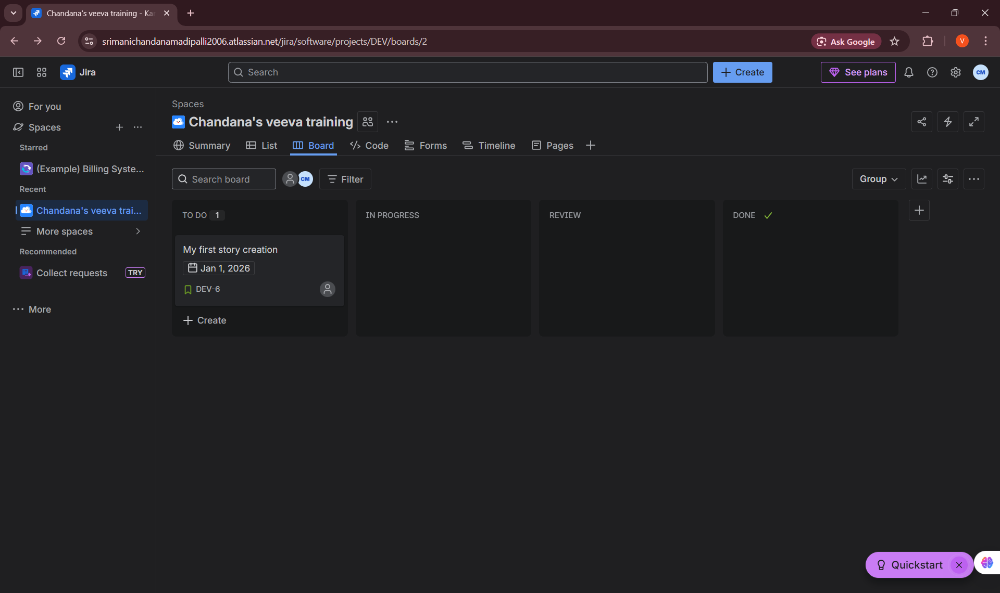 Chandana's veeva training - Ka
srimanichandanamadipalli2006.atlassian.net/jira/software/projects/DEV/boards/2
Ask Google
V
Jira
Search
Create
See plans
CM
For you
Spaces
Starred
(Example) Billing Syste...
Recent
Chandana's veeva trai...
More spaces
Recommended
Collect requests TRY
More
Spaces
Chandana's veeva training
Summary List Board Code Forms Timeline Pages
Search board
CM
Filter
Group
TO DO 1
My first story creation
Jan 1, 2026
DEV-6
Create
IN PROGRESS
REVIEW
DONE
Quickstart